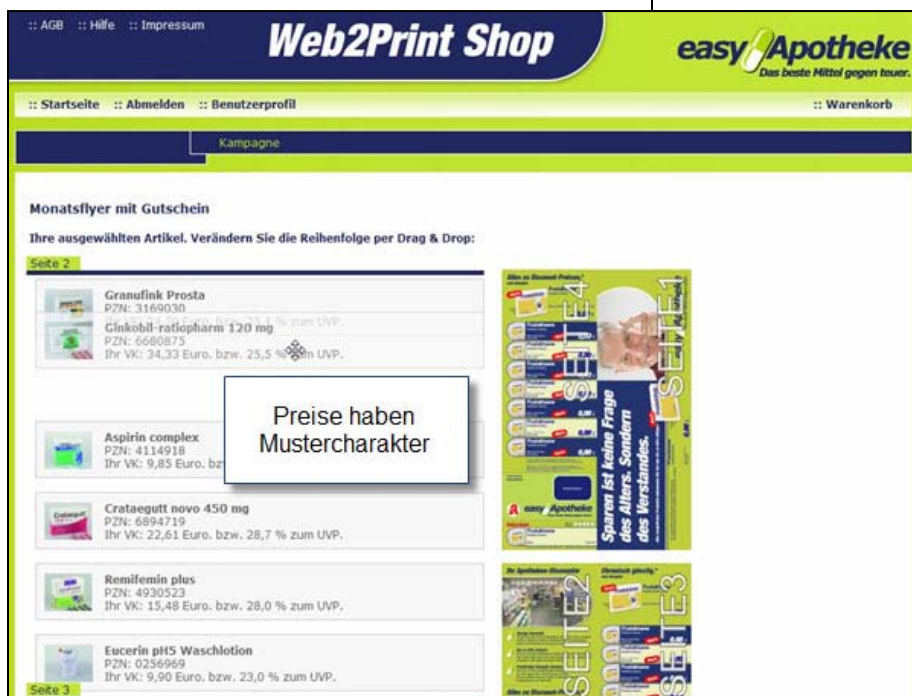 :: AGB :: Hilfe :: Impressum
Web2Print Shop
easyApotheke
Das beste Mittel gegen teuer.
:: Startseite :: Abmelden :: Benutzerprofil
:: Warenkorb
Kampagne
Monatsflyer mit Gutschein
Ihre ausgewählten Artikel. Verändern Sie die Reihenfolge per Drag & Drop:
Seite 2
Granufink Prosta
PZN: 3169030
Ginkobil-ratiopharm 120 mg
PZN: 6680875
Ihr VK: 34,33 Euro. bzw. 25,5 % zum UVP.
Preise haben
Mustercharakter
Aspirin complex
PZN: 4114918
Ihr VK: 9,85 Euro.
Crataegutt novo 450 mg
PZN: 6894719
Ihr VK: 22,61 Euro. bzw. 28,7 % zum UVP.
Remifemin plus
PZN: 4930523
Ihr VK: 15,48 Euro. bzw. 28,0 % zum UVP.
Eucerin pH5 Waschlotion
PZN: 0256969
Ihr VK: 9,90 Euro. bzw. 23,0 % zum UVP.
Seite 3
SEITE4
SEITE1
Sparen ist keine Frage
des Alters. Sondern
des Verstandes.
easyApotheke
SEITE2
SEITE3